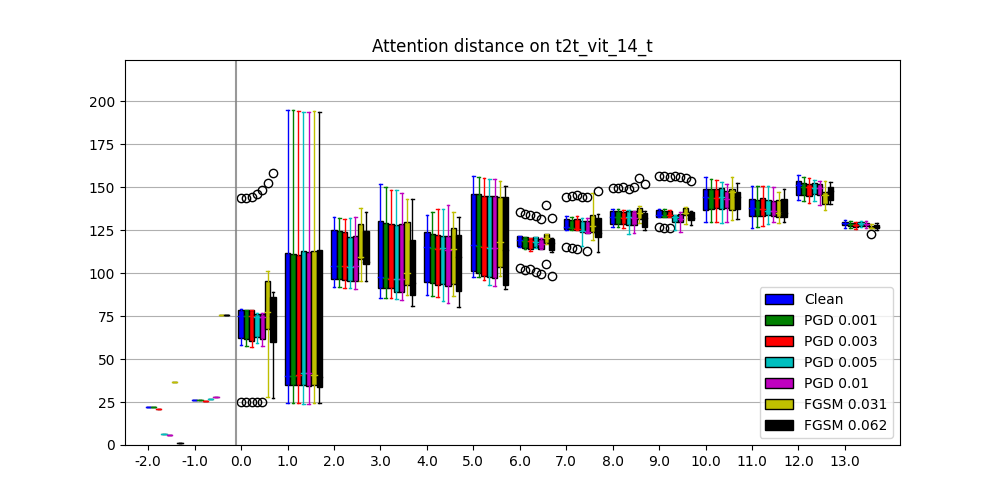 Attention distance on t2t_vit_14_t
200
175
150
125
100
75
50
25
0
-2.0 -1.0 0.0 1.0 2.0 3.0 4.0 5.0 6.0 7.0 8.0 9.0 10.0 11.0 12.0 13.0
Clean
PGD 0.001
PGD 0.003
PGD 0.005
PGD 0.01
FGSM 0.031
FGSM 0.062